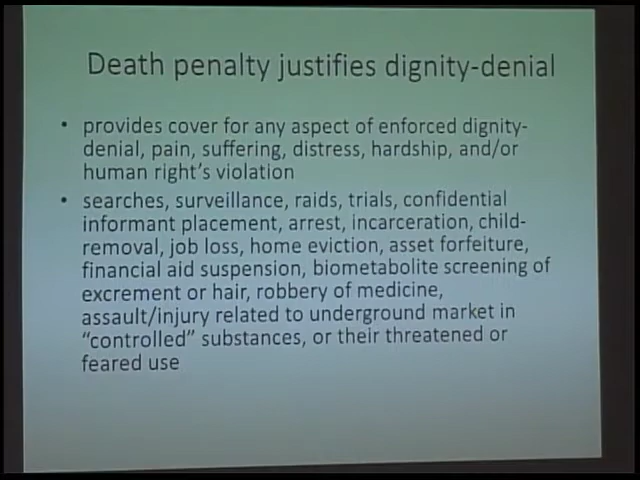 Death penalty justifies dignity-denial
• provides cover for any aspect of enforced dignity-
denial, pain, suffering, distress, hardship, and/or
human right's violation
• searches, surveillance, raids, trials, confidential
informant placement, arrest, incarceration, child-
removal, job loss, home eviction, asset forfeiture,
financial aid suspension, biometabolite screening of
excrement or hair, robbery of medicine,
assault/injury related to underground market in
“controlled” substances, or their threatened or
feared use